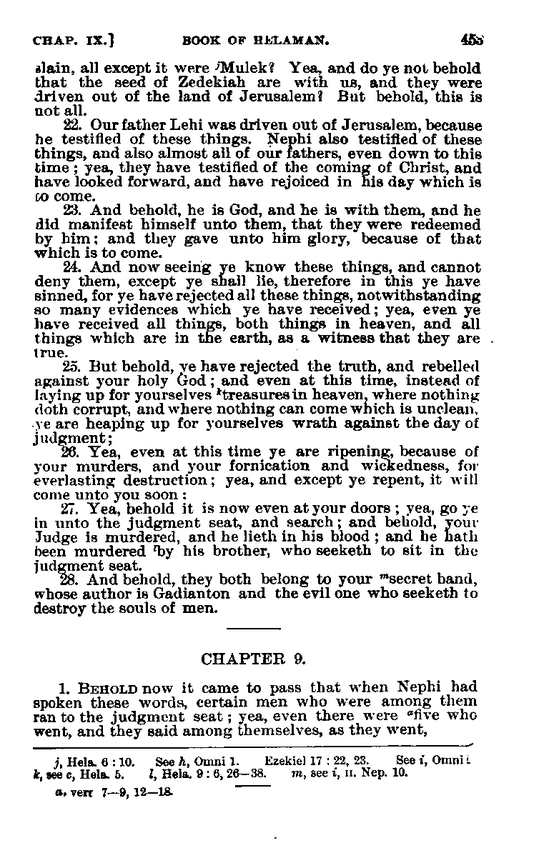 CHAP. IX.] BOOK OF HELAMAN. 455
slain, all except it were jMulek? Yea, and do ye not behold
that the seed of Zedekiah are with us, and they were
driven out of the land of Jerusalem? But behold, this is
not all.
22. Our father Lehi was driven out of Jerusalem, because
he testified of these things. Nephi also testified of these
things, and also almost all of our fathers, even down to this
time; yea, they have testified of the coming of Christ, and
have looked forward, and have rejoiced in his day which is
to come.
23. And behold, he is God, and he is with them, and he
did manifest himself unto them, that they were redeemed
by him; and they gave unto him glory, because of that
which is to come.
24. And now seeing ye know these things, and cannot
deny them, except ye shall lie, therefore in this ye have
sinned, for ye have rejected all these things, notwithstanding
so many evidences which ye have received; yea, even ye
have received all things, both things in heaven, and all
things which are in the earth, as a witness that they are
true.
25. But behold, ye have rejected the truth, and rebelled
against your holy God; and even at this time, instead of
laying up for yourselves ktreasures in heaven, where nothing
doth corrupt, and where nothing can come which is unclean,
ye are heaping up for yourselves wrath against the day of
judgment;
26. Yea, even at this time ye are ripening, because of
your murders, and your fornication and wickedness, for
everlasting destruction; yea, and except ye repent, it will
come unto you soon:
27. Yea, behold it is now even at your doors; yea, go ye
in unto the judgment seat, and search; and behold, your
Judge is murdered, and he lieth in his blood; and he hath
been murdered lby his brother, who seeketh to sit in the
judgment seat.
28. And behold, they both belong to your msecret band,
whose author is Gadianton and the evil one who seeketh to
destroy the souls of men.
CHAPTER 9.
1. BEHOLD now it came to pass that when Nephi had
spoken these words, certain men who were among them
ran to the judgment seat; yea, even there were afive who
went, and they said among themselves, as they went,
j, Hela. 6:10. See h, Omni 1. Ezekiel 17:22, 23. See i, Omni 1.
k, see c, Hela. 5. l, Hela. 9:6, 26—38. m, see i, II. Nep. 10.
a, verr 7—9, 12—18.